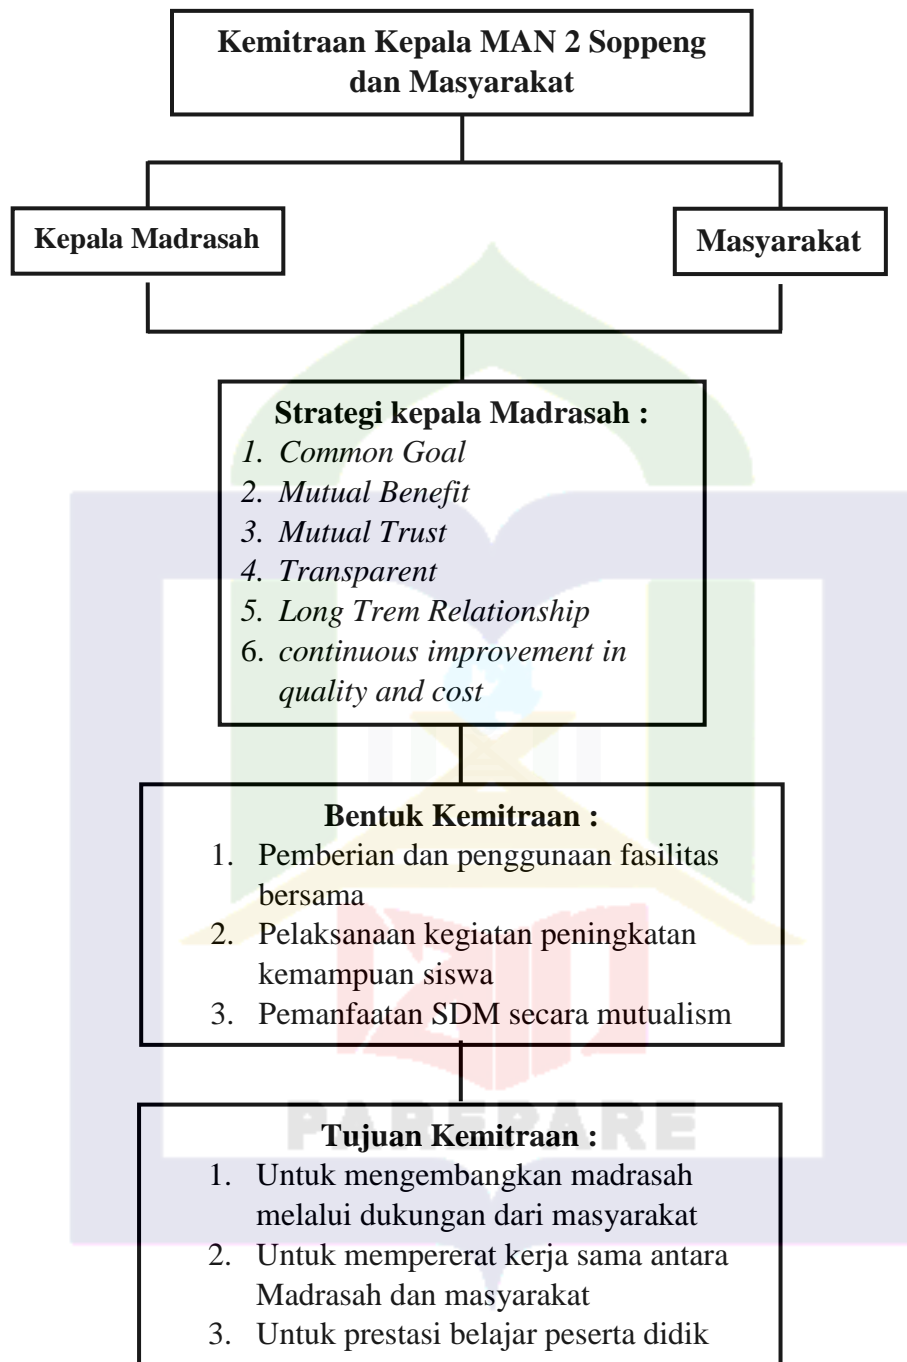 Kemitraan Kepala MAN 2 Soppeng
dan Masyarakat
Kepala Madrasah
Masyarakat
Strategi kepala Madrasah :
1. Common Goal
2. Mutual Benefit
3. Mutual Trust
4. Transparent
5. Long Trem Relationship
6. continuous improvement in
quality and cost
Bentuk Kemitraan :
1. Pemberian dan penggunaan fasilitas
bersama
2. Pelaksanaan kegiatan peningkatan
kemampuan siswa
3. Pemanfaatan SDM secara mutualism
PAREPARE
Tujuan Kemitraan :
1. Untuk mengembangkan madrasah
melalui dukungan dari masyarakat
2. Untuk mempererat kerja sama antara
Madrasah dan masyarakat
3. Untuk prestasi belajar peserta didik